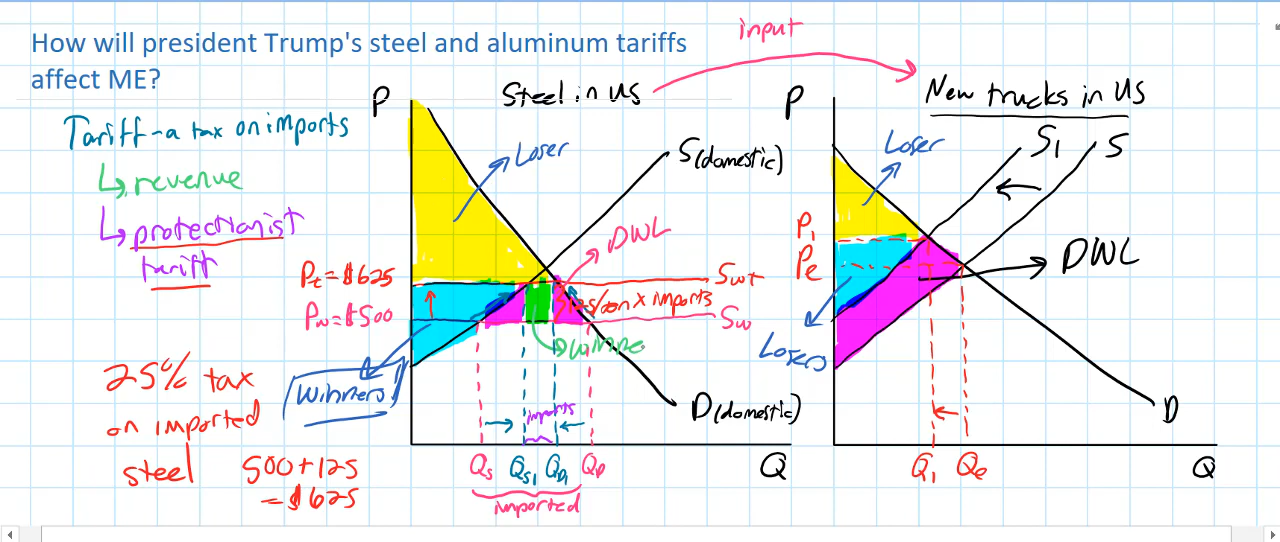 How will president Trump's steel and aluminum tariffs
affect ME?
Tariff-a tax on imports
revenue
protectionist
tariff
25% tax
on imported
steel
500+125
=$625
input
Steel in US
P
Loser
S(domestic)
DWL
Pt=$625
Swt
/ton x imports
Pw=$500
Sw
Winners
D(domestic)
imports
Qs
Qs1
QD1
QD
Q
imported
New trucks in US
P
Loser
S1
S
P1
Pe
DWL
Losers
D
Q1
Qe
Q